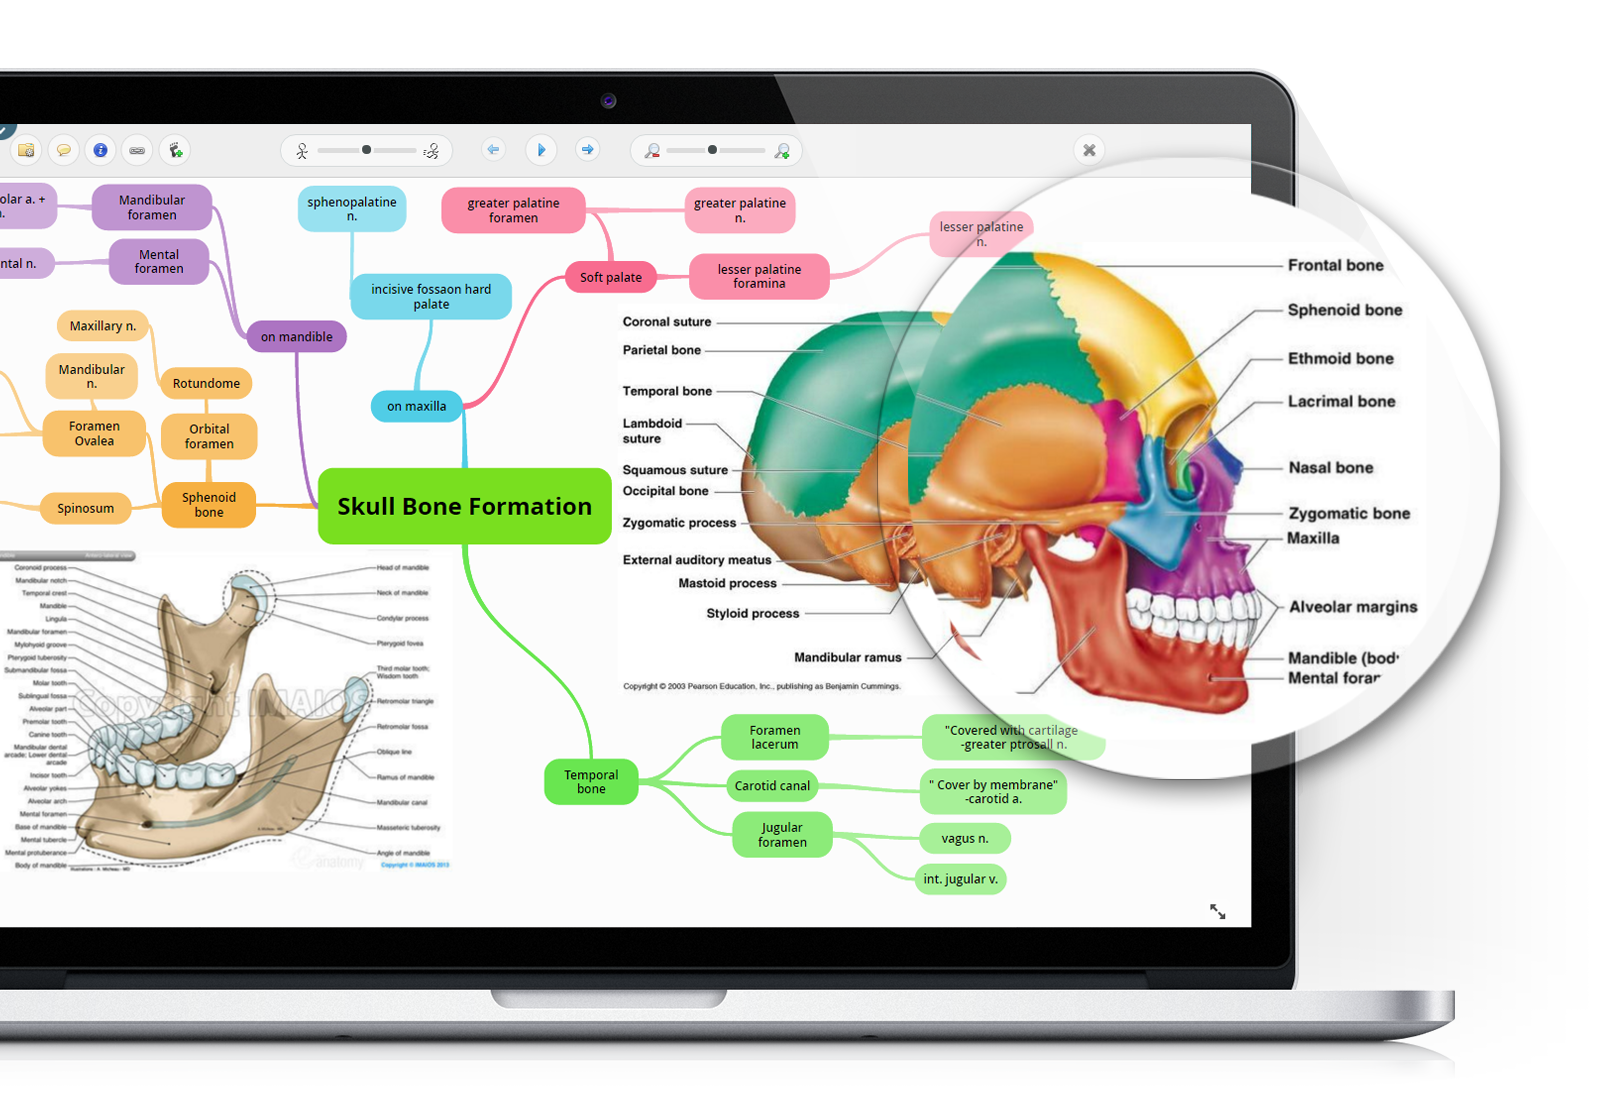 olar a. +
n.
Mandibular
foramen
ntal n.
Mental
foramen
sphenopalatine
n.
greater palatine
foramen
greater palatine
n.
lesser palatine
n.
Soft palate
lesser palatine
foramina
incisive fossaon hard
palate
Maxillary n.
on mandible
Mandibular
n.
Rotundome
on maxilla
Foramen
Ovalea
Orbital
foramen
Spinosum
Sphenoid
bone
Skull Bone Formation
Coronal suture
Parietal bone
Temporal bone
Lambdoid
suture
Squamous suture
Occipital bone
Zygomatic process
External auditory meatus
Mastoid process
Styloid process
Mandibular ramus
Copyright © 2003 Pearson Education, Inc., publishing as Benjamin Cummings.
Frontal bone
Sphenoid bone
Ethmoid bone
Lacrimal bone
Nasal bone
Zygomatic bone
Maxilla
Alveolar margins
Mandible (body
Mental foram
Coronoid process
Mandibular notch
Temporal crest
Mandible
Lingula
Mandibular foramen
Mylohyoid groove
Pterygoid tuberosity
Submandibular fossa
Molar tooth
Sublingual fossa
Alveolar part
Premolar tooth
Canine tooth
Mandibular dental
arcade; Lower dental
arcade
Incisor tooth
Alveolar yokes
Alveolar arch
Mental foramen
Base of mandible
Mental tubercle
Mental protuberance
Body of mandible
Head of mandible
Neck of mandible
Condylar process
Pterygoid fovea
Third molar tooth;
Wisdom tooth
Retromolar triangle
Retromolar fossa
Oblique line
Ramus of mandible
Mandibular canal
Masseteric tuberosity
Angle of mandible
Copyright IMAIOS
e-anatomy
Copyright © IMAIOS 2013
Temporal
bone
Foramen
lacerum
"Covered with cartilage
-greater ptrosall n.
Carotid canal
" Cover by membrane"
-carotid a.
Jugular
foramen
vagus n.
int. jugular v.